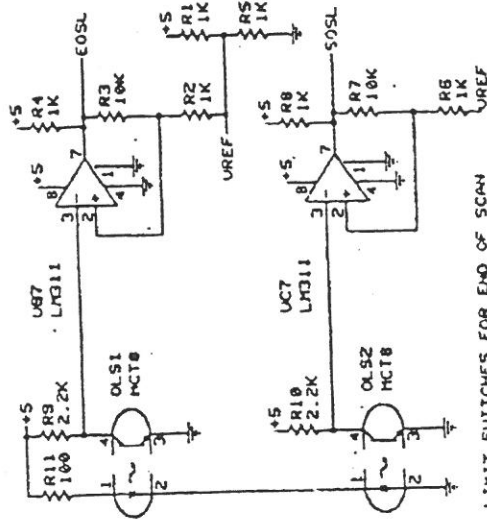 +5
R4
1K
+5
8
UB7
LM311
3
2
7
1
4
EOSL
R3
10K
R2
1K
+5
R1
1K
R5
1K
VREF
+5
R11
100
R9
2.2K
OLS1
MCT8
1
2
4
3
+5
R8
1K
+5
8
UC7
LM311
3
2
7
1
4
SOSL
R7
10K
R6
1K
VREF
+5
R10
2.2K
OLS2
MCT8
1
2
4
3
LIMIT SWITCHES FOR END OF SCAN